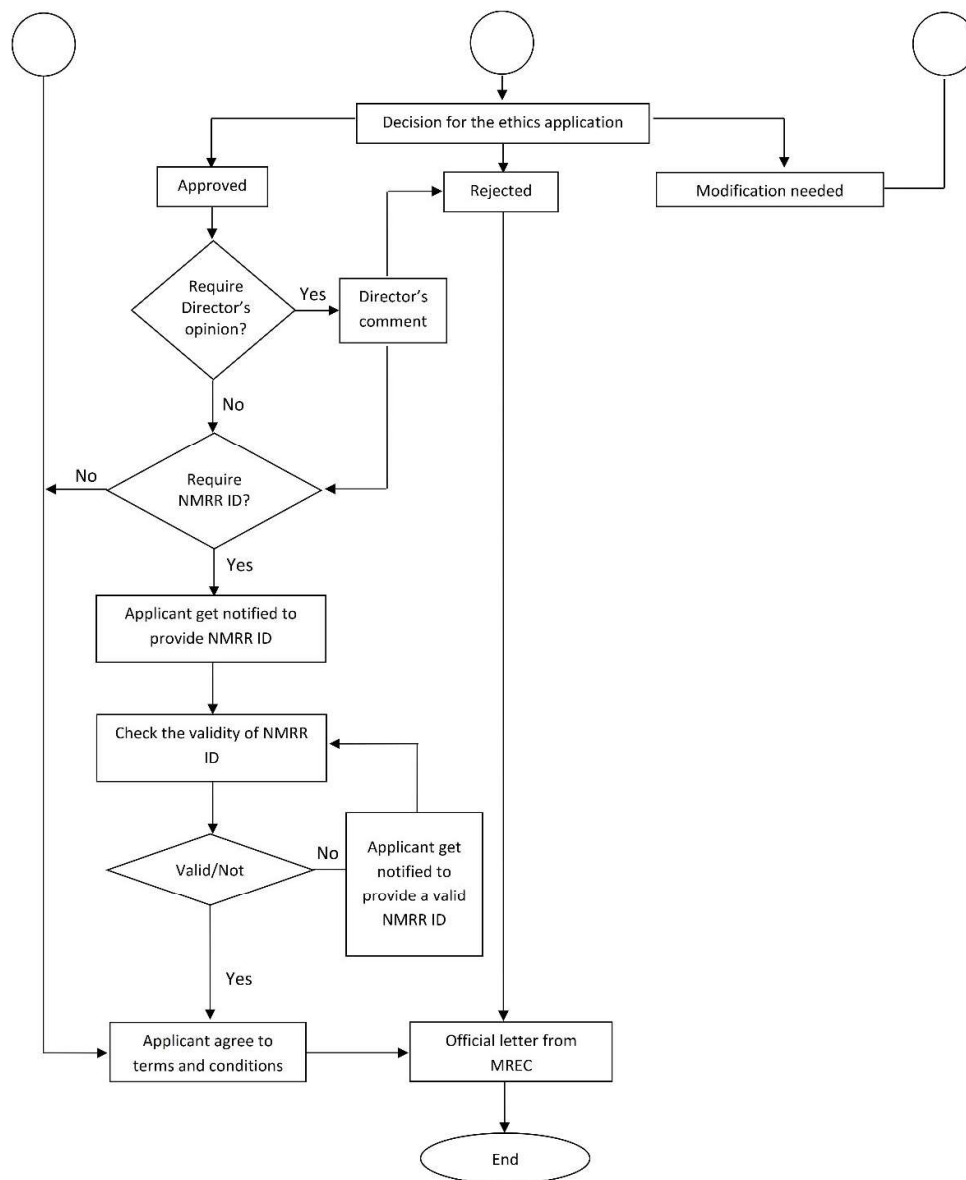 Decision for the ethics application
Approved
Rejected
Modification needed
Require
Director's
opinion?
Yes
Director's
comment
No
Require
NMRR ID?
No
Yes
Applicant get notified to
provide NMRR ID
Check the validity of NMRR
ID
Valid/Not
No
Applicant get
notified to
provide a valid
NMRR ID
Yes
Applicant agree to
terms and conditions
Official letter from
MREC
End